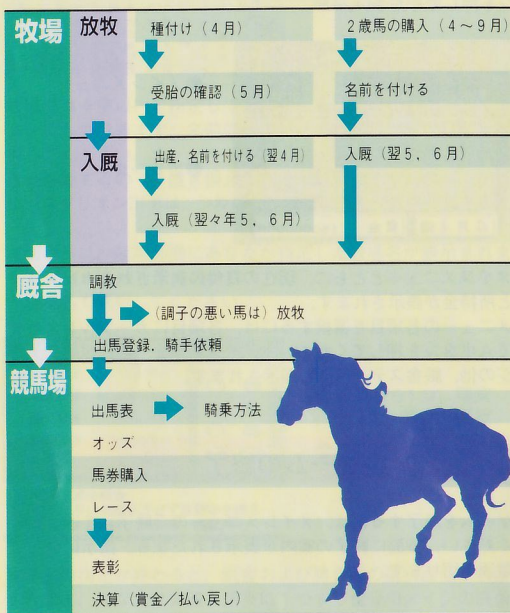 牧場
放牧
種付け（4月）
2歳馬の購入（4～9月）
受胎の確認（5月）
名前を付ける
入厩
出産．名前を付ける（翌4月）
入厩（翌5，6月）
入厩（翌々年5，6月）
厩舎
調教
（調子の悪い馬は）放牧
出馬登録．騎手依頼
競馬場
出馬表
騎乗方法
オッズ
馬券購入
レース
表彰
決算（賞金／払い戻し）